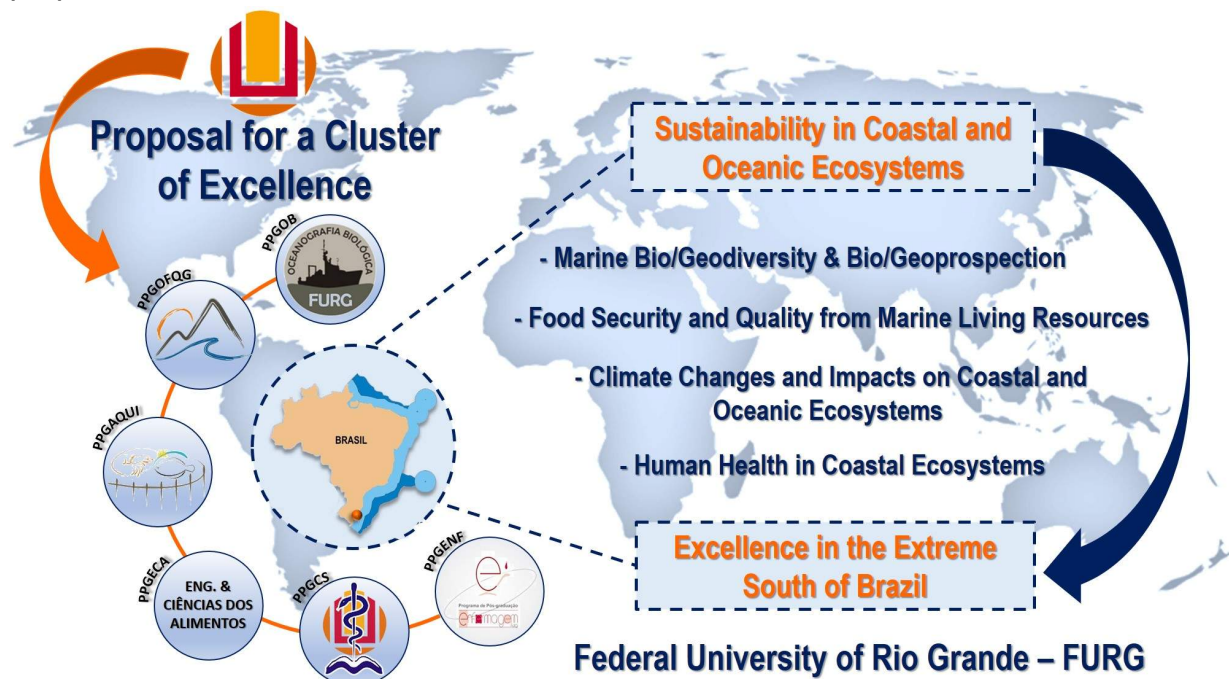 Proposal for a Cluster
of Excellence
PPGOB
OCEANOGRAFIA BIOLÓGICA
FURG
PPGOFQG
PPGAQUI
PPGECA
ENG. &
CIÊNCIAS DOS
ALIMENTOS
PPGCS
PPGENF
Programa de Pós-graduação
enfermagem
BRASIL
Sustainability in Coastal and
Oceanic Ecosystems
- Marine Bio/Geodiversity & Bio/Geoprospection
- Food Security and Quality from Marine Living Resources
- Climate Changes and Impacts on Coastal and
Oceanic Ecosystems
- Human Health in Coastal Ecosystems
Excellence in the Extreme
South of Brazil
Federal University of Rio Grande – FURG